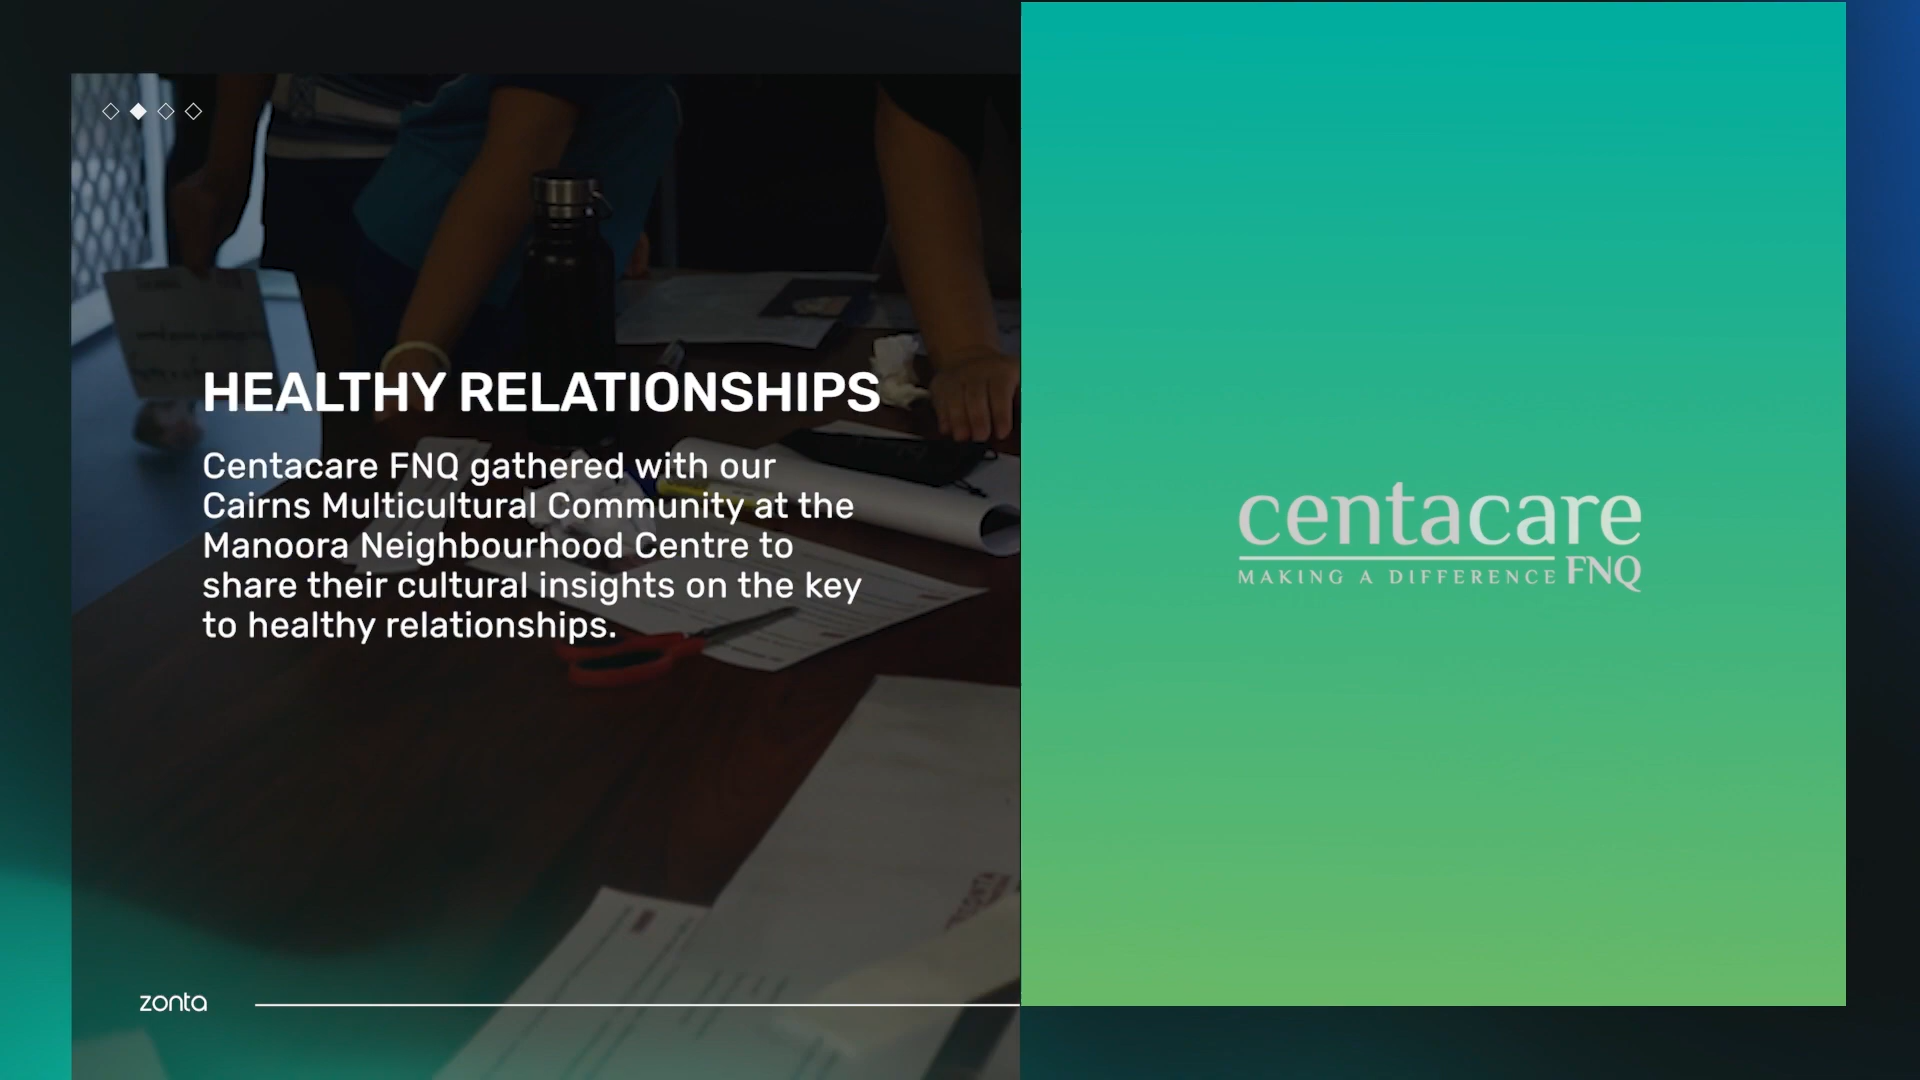 HEALTHY RELATIONSHIPS
Centacare FNQ gathered with our
Cairns Multicultural Community at the
Manoora Neighbourhood Centre to
share their cultural insights on the key
to healthy relationships.
zonta
centacare
MAKING A DIFFERENCE FNQ